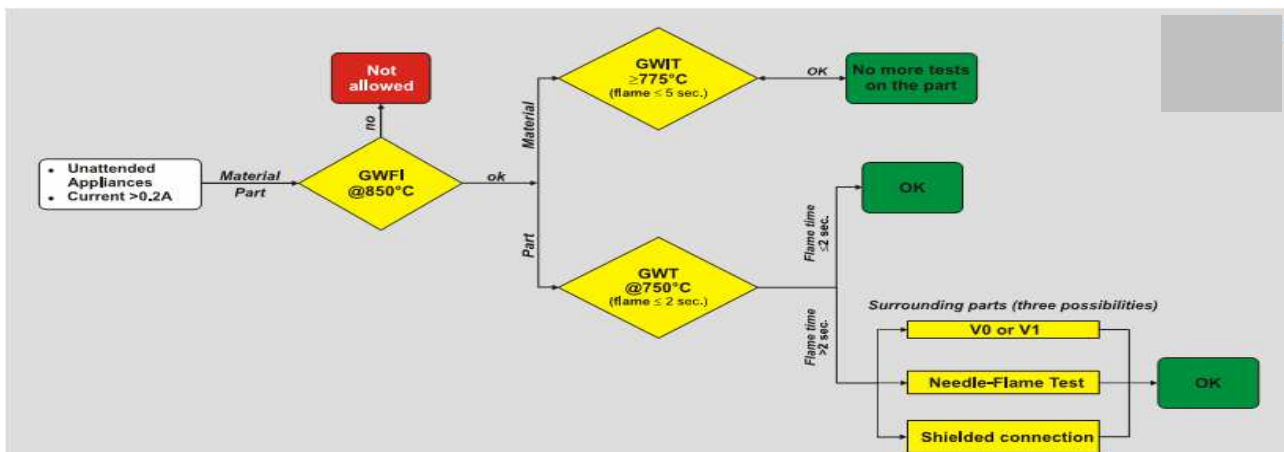 Not
allowed
no
• Unattended
Appliances
• Current >0.2A
Material
Part
GWFI
@850°C
ok
Material
GWIT
≥775°C
(flame ≤ 5 sec.)
OK
No more tests
on the part
Part
GWT
@750°C
(flame ≤ 2 sec.)
Flame time
≤2 sec.
OK
Flame time
>2 sec.
Surrounding parts (three possibilities)
V0 or V1
Needle-Flame Test
Shielded connection
OK